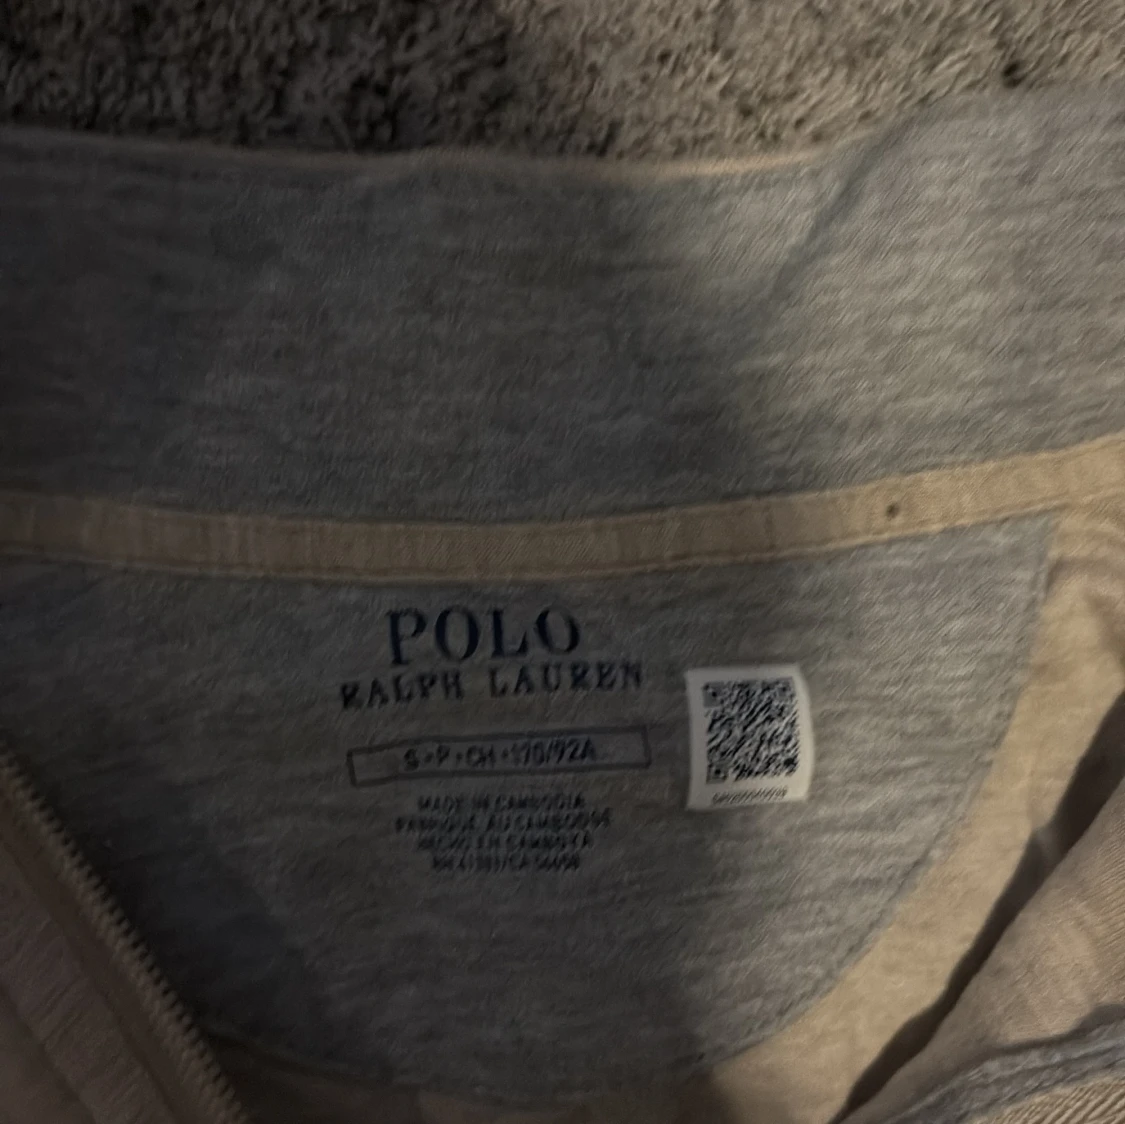 POLO
RALPH LAUREN
S • P • CH • 170/92A
MADE IN CAMBODIA
FABRIQUÉ AU CAMBODGE
HECHO EN CAMBOYA